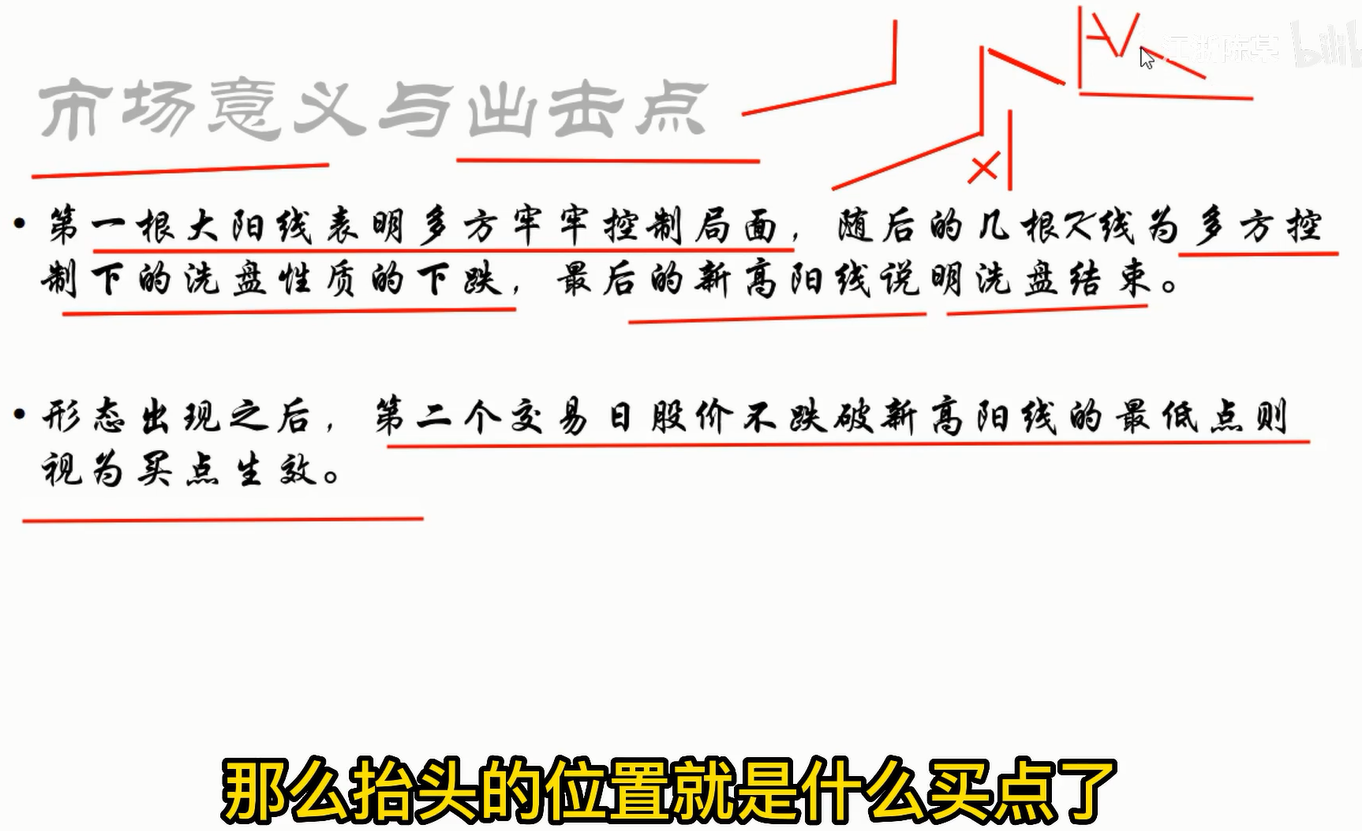 市场意义与出击点
• 第一根大阳线表明多方牢牢控制局面，随后的几根K线为多方控
制下的洗盘性质的下跌，最后的新高阳线说明洗盘结束。
• 形态出现之后，第二个交易日股价不跌破新高阳线的最低点则
视为买点生效。
那么抬头的位置就是什么买点了